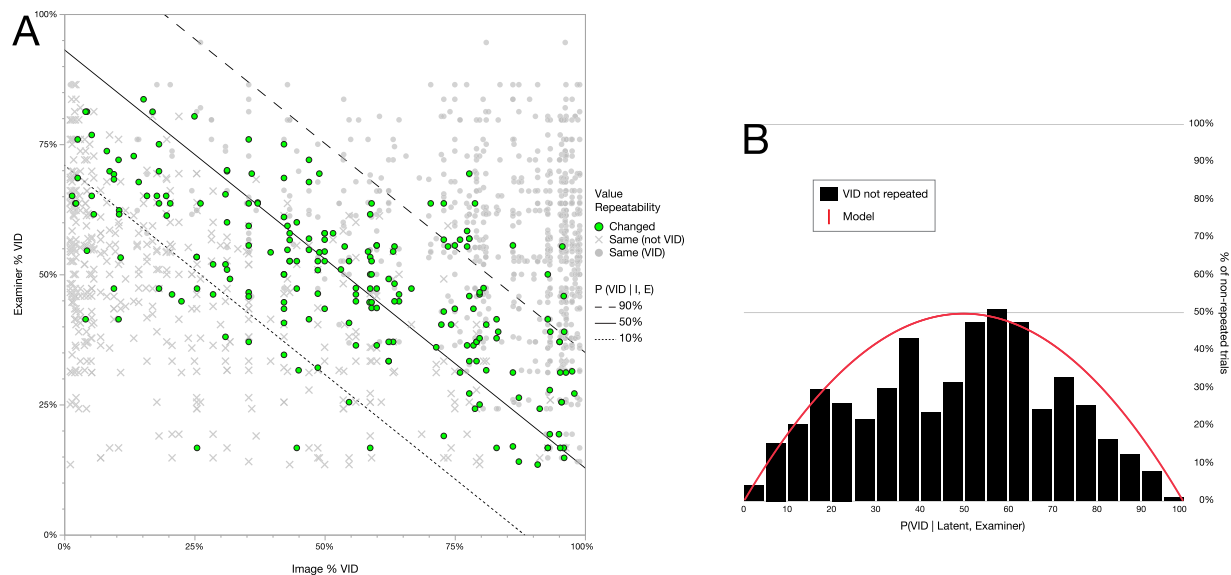 A
100%
75%
50%
25%
0%
Examiner % VID
0%
25%
50%
75%
100%
Image % VID
Value
Repeatability
Changed
Same (not VID)
Same (VID)
P (VID | I, E)
90%
50%
10%
B
VID not repeated
Model
100%
90%
80%
70%
60%
50%
40%
30%
20%
10%
0%
% of non-repeated trials
0
10
20
30
40
50
60
70
80
90
100
P(VID | Latent, Examiner)